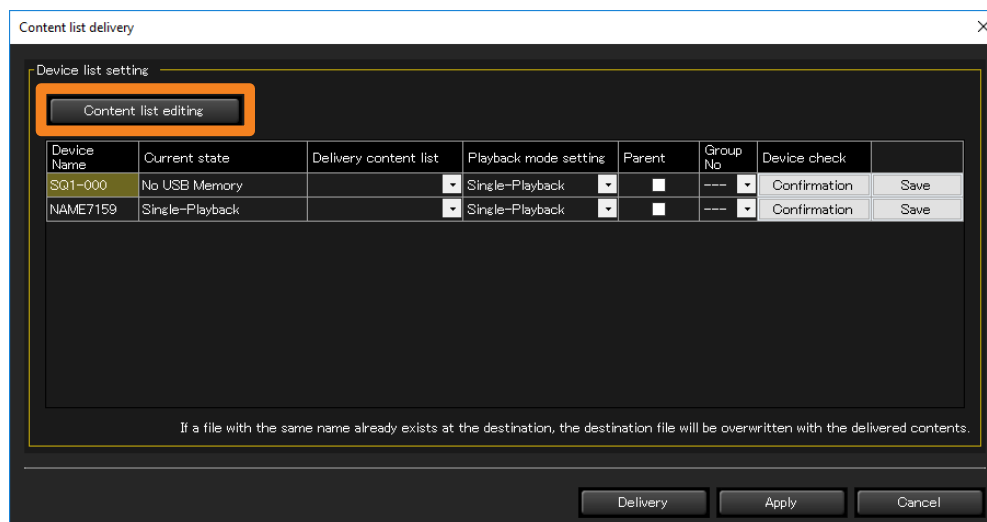 Content list delivery
Device list setting
Content list editing
Device Name Current state Delivery content list Playback mode setting Parent Group No Device check
SQ1-000 No USB Memory Single-Playback --- Confirmation Save
NAME7159 Single-Playback Single-Playback --- Confirmation Save
If a file with the same name already exists at the destination, the destination file will be overwritten with the delivered contents.
Delivery Apply Cancel